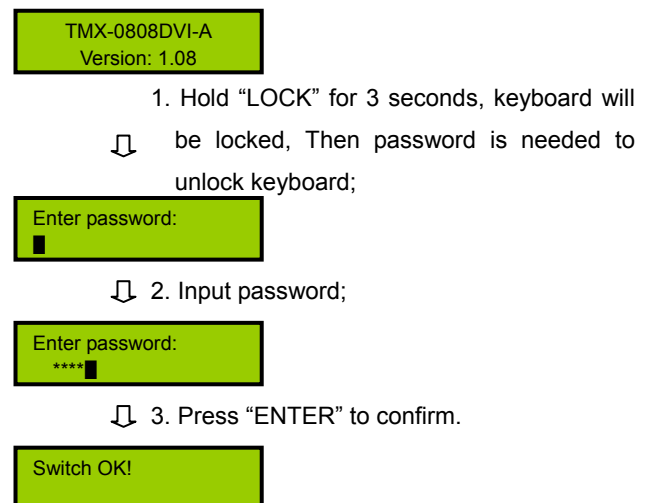 TMX-0808DVI-A
Version: 1.08
1. Hold “LOCK” for 3 seconds, keyboard will
be locked, Then password is needed to
unlock keyboard;
Enter password:
2. Input password;
Enter password:
****
3. Press “ENTER” to confirm.
Switch OK!